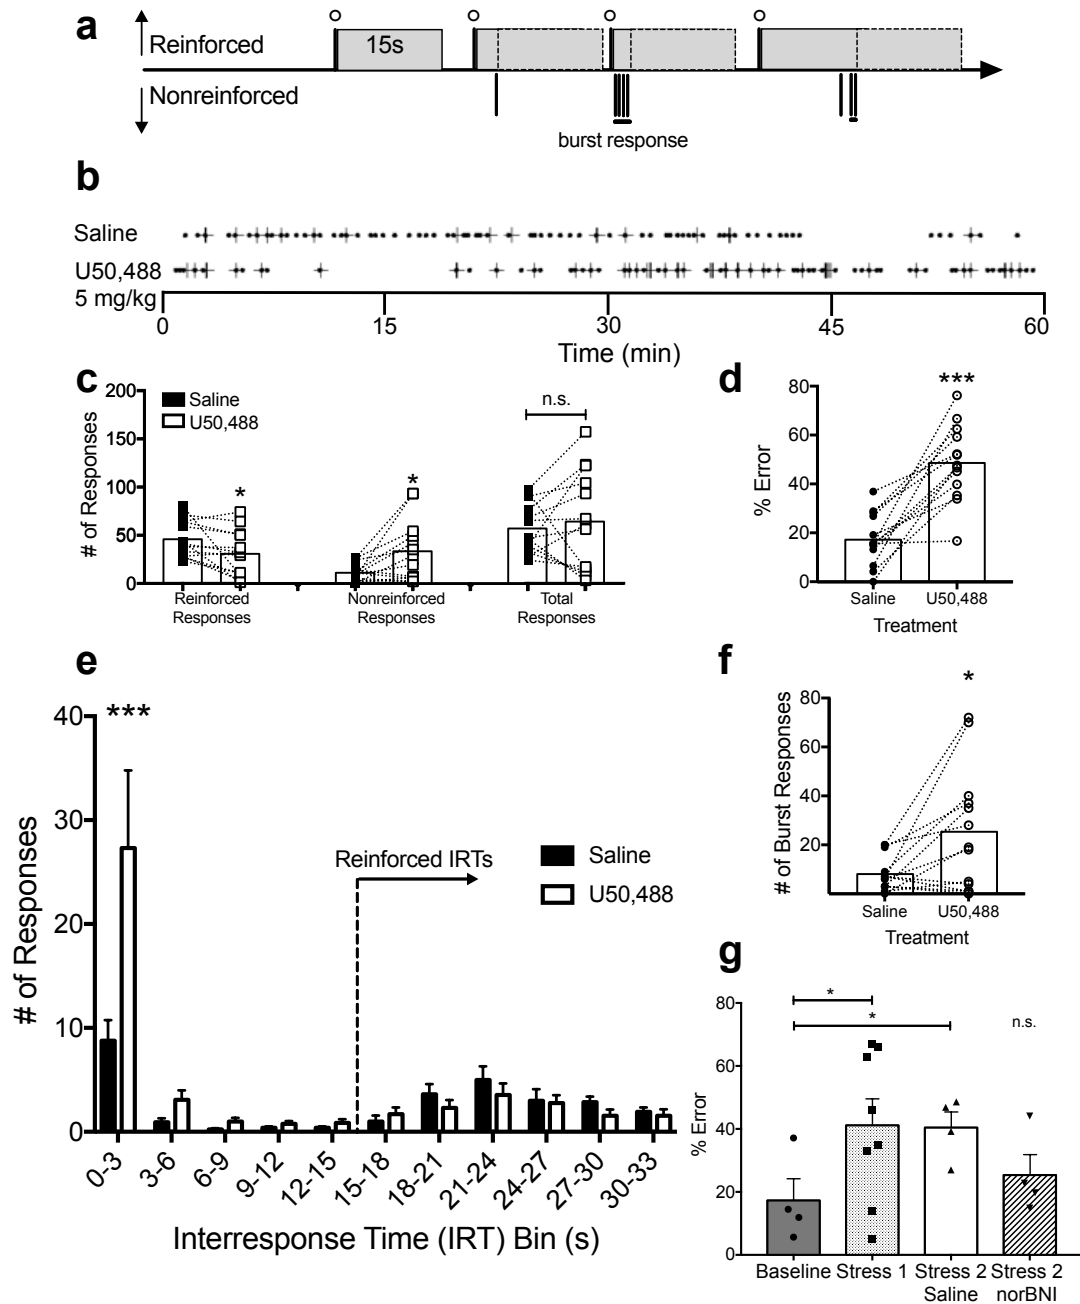 a
Reinforced
15s
Nonreinforced
burst response
b
Saline
U50,488
5 mg/kg
0 15 30 45 60
Time (min)
c
# of Responses
200
150
100
50
0
Saline
U50,488
*
*
n.s.
Reinforced
Responses
Nonreinforced
Responses
Total
Responses
d
% Error
80
60
40
20
0
***
Saline U50,488
Treatment
e
# of Responses
40
30
20
10
0
***
Reinforced IRTs
Saline
U50,488
0-3 3-6 6-9 9-12 12-15 15-18 18-21 21-24 24-27 27-30 30-33
Interresponse Time (IRT) Bin (s)
f
# of Burst Responses
80
60
40
20
*
Saline U50,488
Treatment
g
% Error
80
60
40
20
0
*
*
n.s.
Baseline Stress 1 Stress 2 Stress 2
Saline norBNI